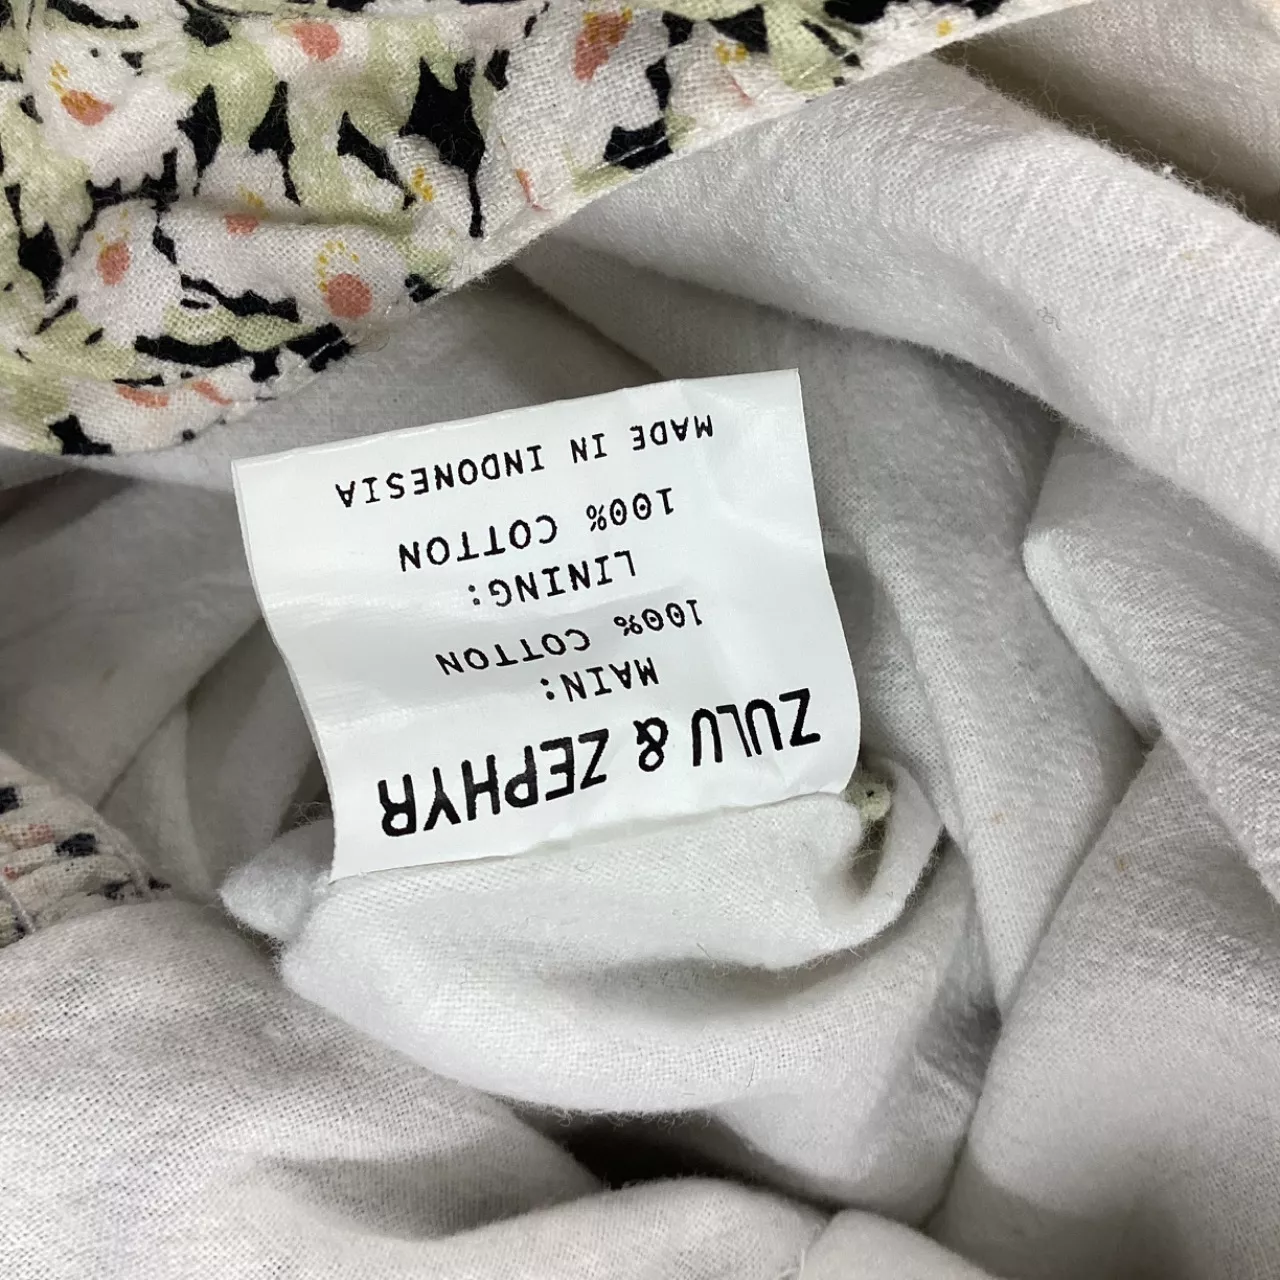 ZULU & ZEPHYR
MAIN:
100% COTTON
LINING:
100% COTTON
MADE IN INDONESIA